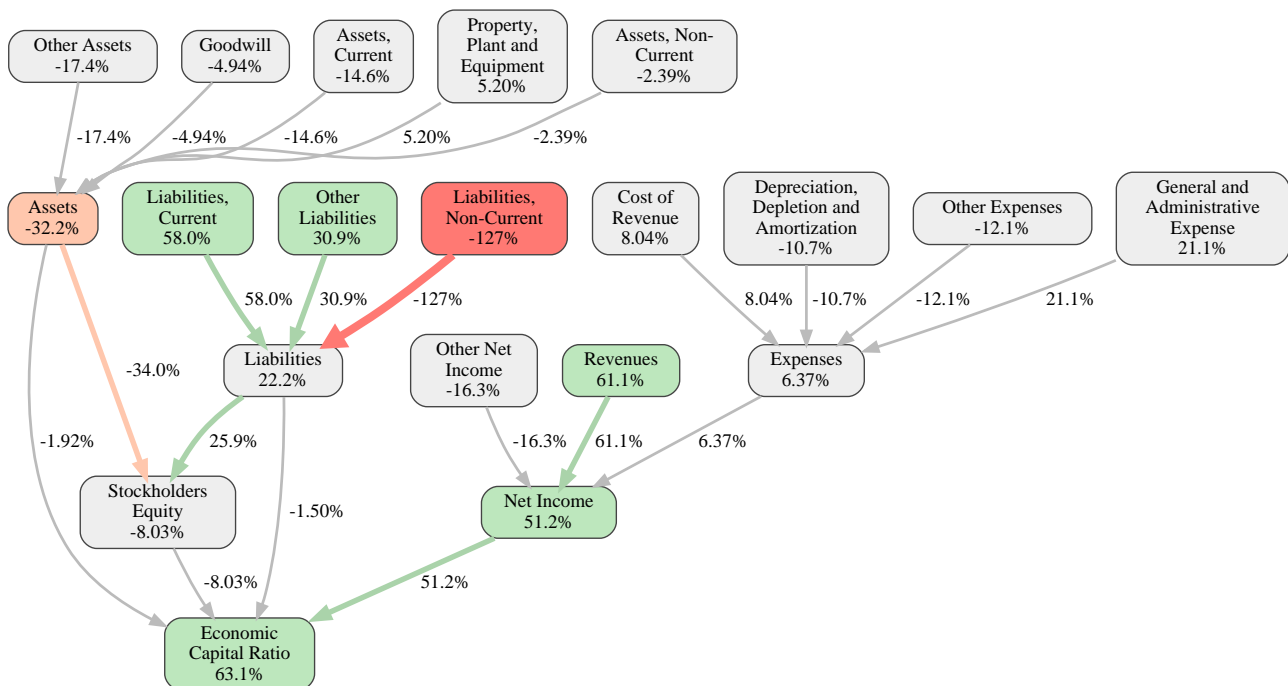 Other Assets
-17.4%
Goodwill
-4.94%
Assets,
Current
-14.6%
Property,
Plant and
Equipment
5.20%
Assets, Non-
Current
-2.39%
-17.4%
-4.94%
-14.6%
5.20%
-2.39%
Assets
-32.2%
Liabilities,
Current
58.0%
Other
Liabilities
30.9%
Liabilities,
Non-Current
-127%
Cost of
Revenue
8.04%
Depreciation,
Depletion and
Amortization
-10.7%
Other Expenses
-12.1%
General and
Administrative
Expense
21.1%
58.0%
30.9%
-127%
8.04%
-10.7%
-12.1%
21.1%
Liabilities
22.2%
Other Net
Income
-16.3%
Revenues
61.1%
Expenses
6.37%
-34.0%
-1.92%
25.9%
-16.3%
61.1%
6.37%
Stockholders
Equity
-8.03%
-1.50%
Net Income
51.2%
-8.03%
51.2%
Economic
Capital Ratio
63.1%